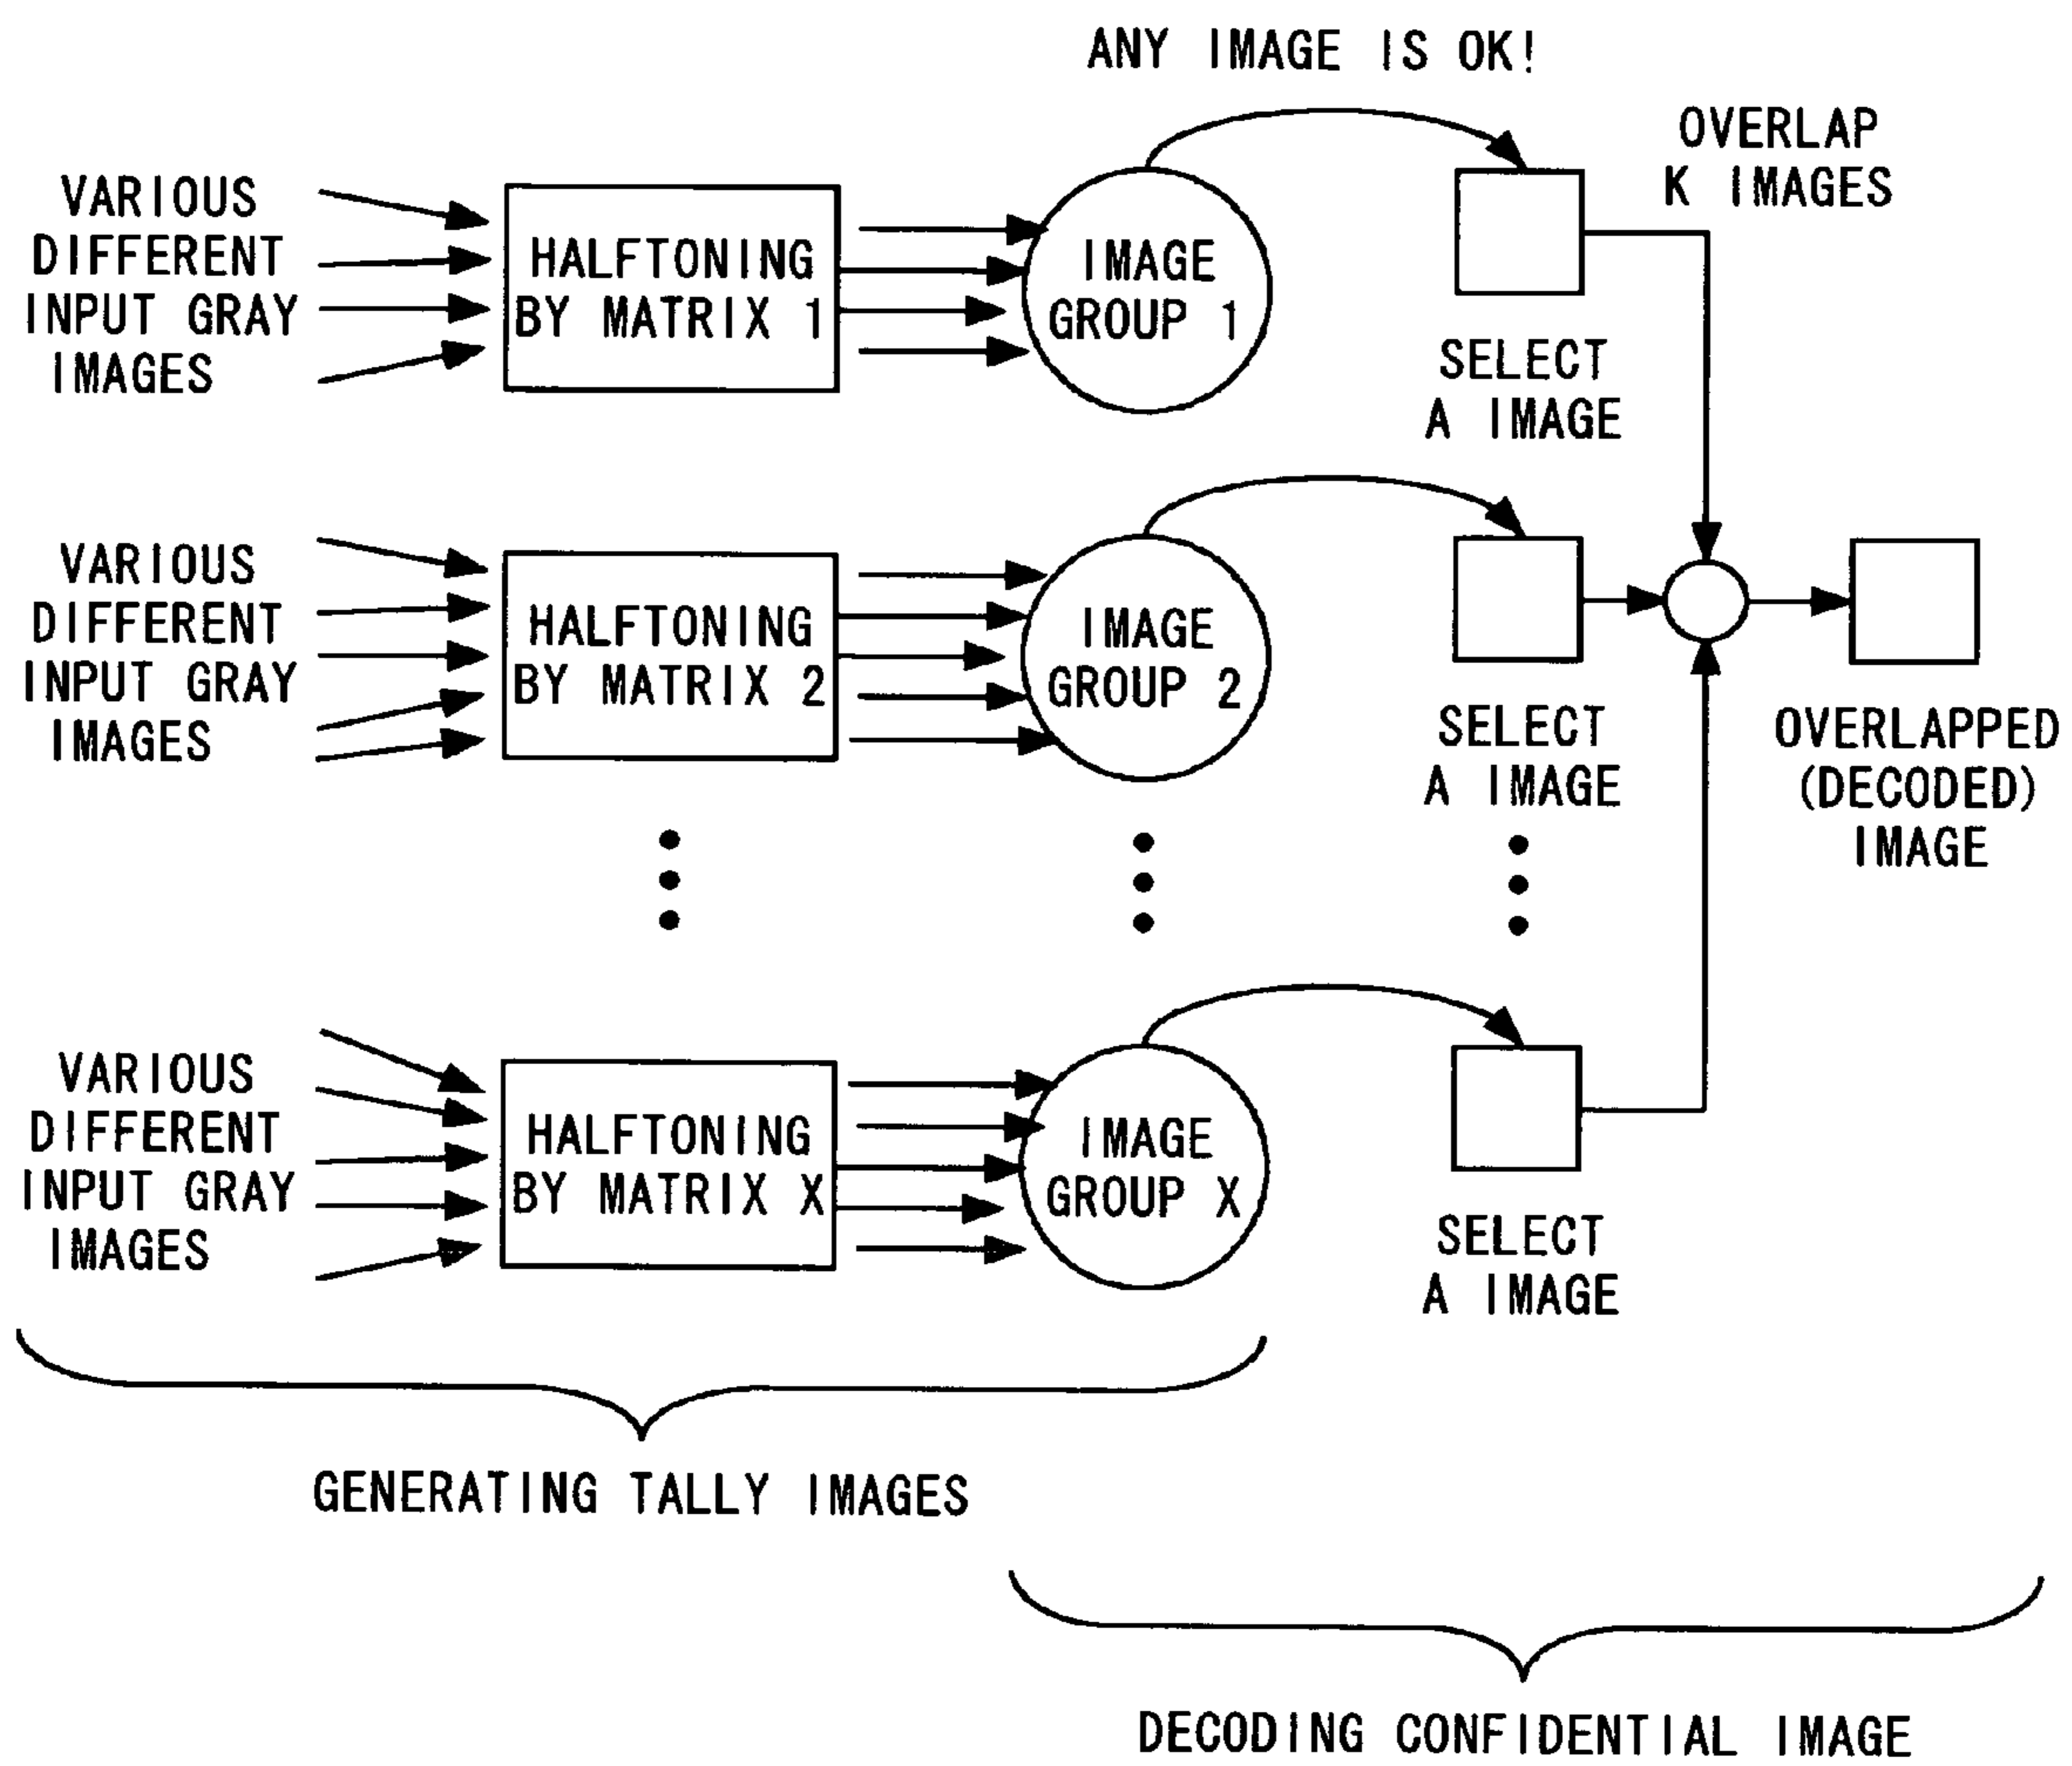 ANY IMAGE IS OK!
OVERLAP
K IMAGES
VARIOUS
DIFFERENT
INPUT GRAY
IMAGES
HALFTONING
BY MATRIX 1
IMAGE
GROUP 1
SELECT
A IMAGE
VARIOUS
DIFFERENT
INPUT GRAY
IMAGES
HALFTONING
BY MATRIX 2
IMAGE
GROUP 2
SELECT
A IMAGE
OVERLAPPED
(DECODED)
IMAGE
VARIOUS
DIFFERENT
INPUT GRAY
IMAGES
HALFTONING
BY MATRIX X
IMAGE
GROUP X
SELECT
A IMAGE
GENERATING TALLY IMAGES
DECODING CONFIDENTIAL IMAGE